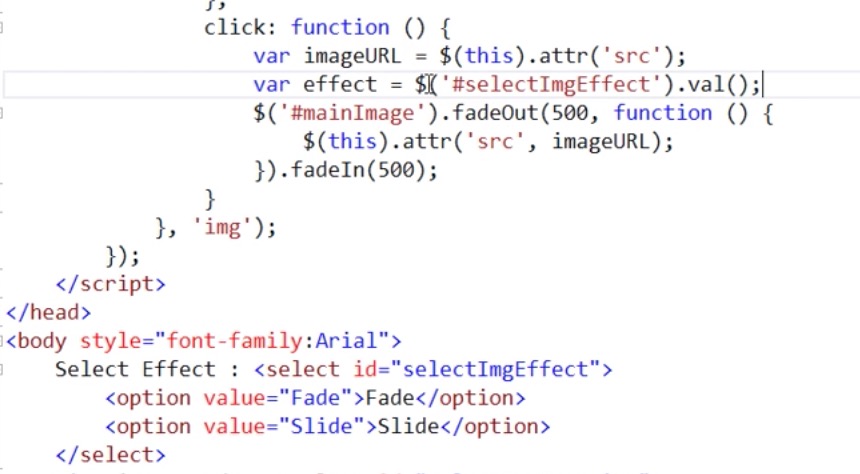 },
click: function () {
var imageURL = $(this).attr('src');
var effect = $('#selectImgEffect').val();
$('#mainImage').fadeOut(500, function () {
$(this).attr('src', imageURL);
}).fadeIn(500);
}
}, 'img');
});
</script>
</head>
<body style="font-family:Arial">
Select Effect : <select id="selectImgEffect">
<option value="Fade">Fade</option>
<option value="Slide">Slide</option>
</select>